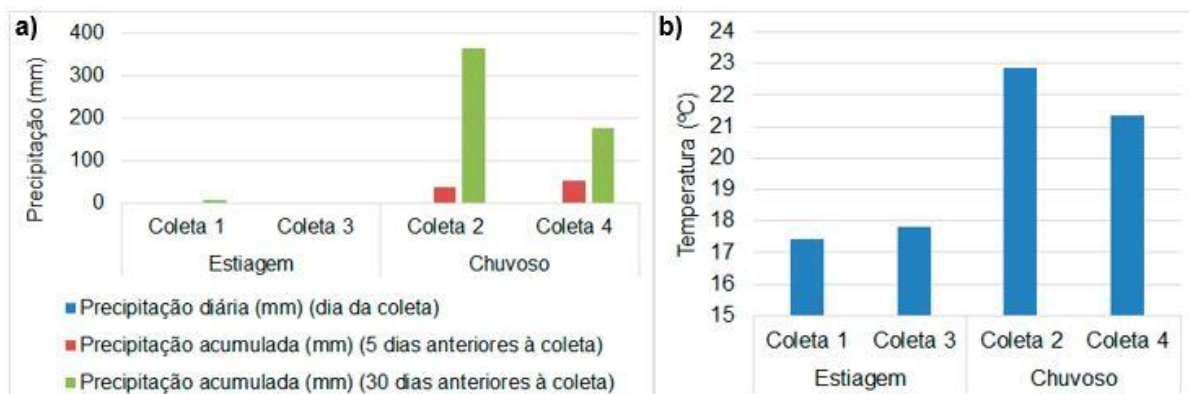 a)
Precipitação (mm)
400
300
200
100
0
Coleta 1
Coleta 3
Coleta 2
Coleta 4
Estiagem
Chuvoso
Precipitação diária (mm) (dia da coleta)
Precipitação acumulada (mm) (5 dias anteriores à coleta)
Precipitação acumulada (mm) (30 dias anteriores à coleta)
b)
Temperatura (ºC)
24
23
22
21
20
19
18
17
16
15
Coleta 1
Coleta 3
Coleta 2
Coleta 4
Estiagem
Chuvoso